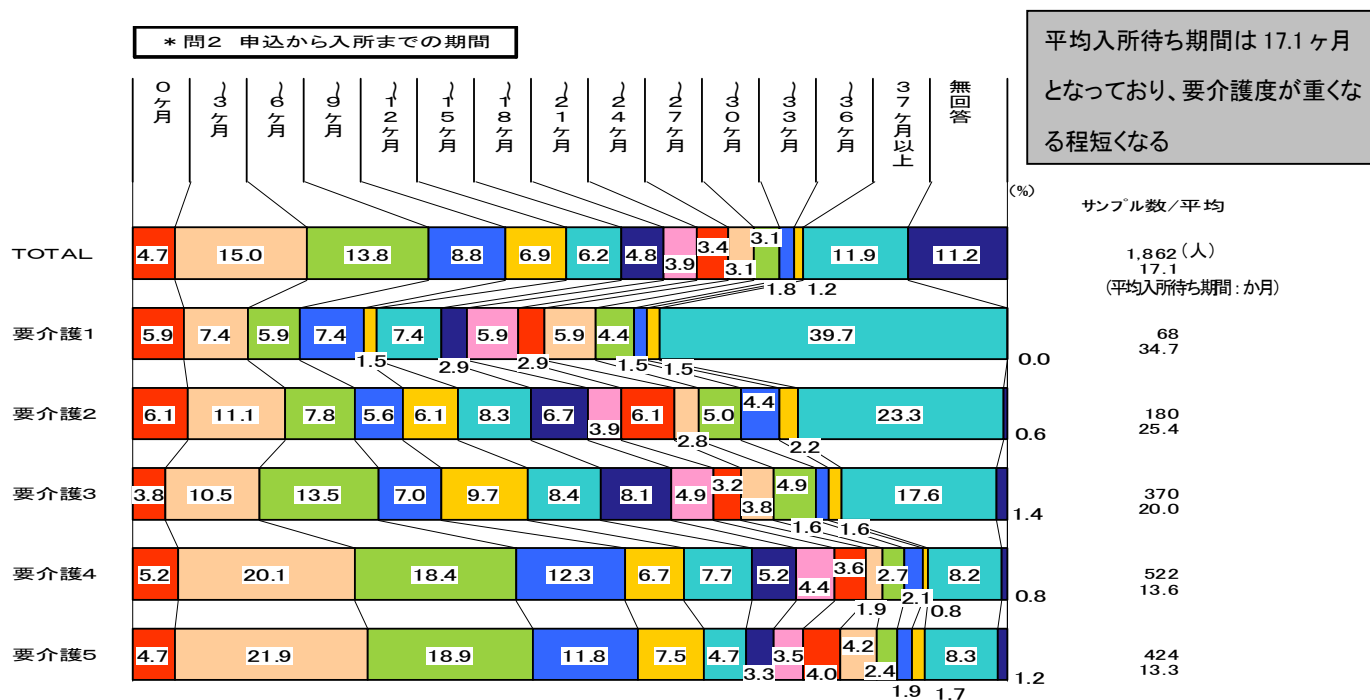 ＊問2 申込から入所までの期間
平均入所待ち期間は 17.1 ヶ月
となっており、要介護度が重くな
る程短くなる
0ヶ月
～3ヶ月
～6ヶ月
～9ヶ月
～12ヶ月
～15ヶ月
～18ヶ月
～21ヶ月
～24ヶ月
～27ヶ月
～30ヶ月
～33ヶ月
～36ヶ月
37ヶ月以上
無回答
(%)
サンプル数/平均
TOTAL 4.7 15.0 13.8 8.8 6.9 6.2 4.8 3.9 3.4 3.1 3.1 1.8 1.2 11.9 11.2
1,862 (人)
17.1
(平均入所待ち期間：か月)
要介護1 5.9 7.4 5.9 7.4 1.5 7.4 2.9 5.9 2.9 5.9 4.4 1.5 1.5 39.7 0.0
68
34.7
要介護2 6.1 11.1 7.8 5.6 6.1 8.3 6.7 3.9 6.1 2.8 5.0 4.4 2.2 23.3 0.6
180
25.4
要介護3 3.8 10.5 13.5 7.0 9.7 8.4 8.1 4.9 3.2 3.8 4.9 1.6 1.6 17.6 1.4
370
20.0
要介護4 5.2 20.1 18.4 12.3 6.7 7.7 5.2 4.4 3.6 1.9 2.7 2.1 0.8 8.2 0.8
522
13.6
要介護5 4.7 21.9 18.9 11.8 7.5 4.7 3.3 3.5 4.0 4.2 2.4 1.9 1.7 8.3 1.2
424
13.3